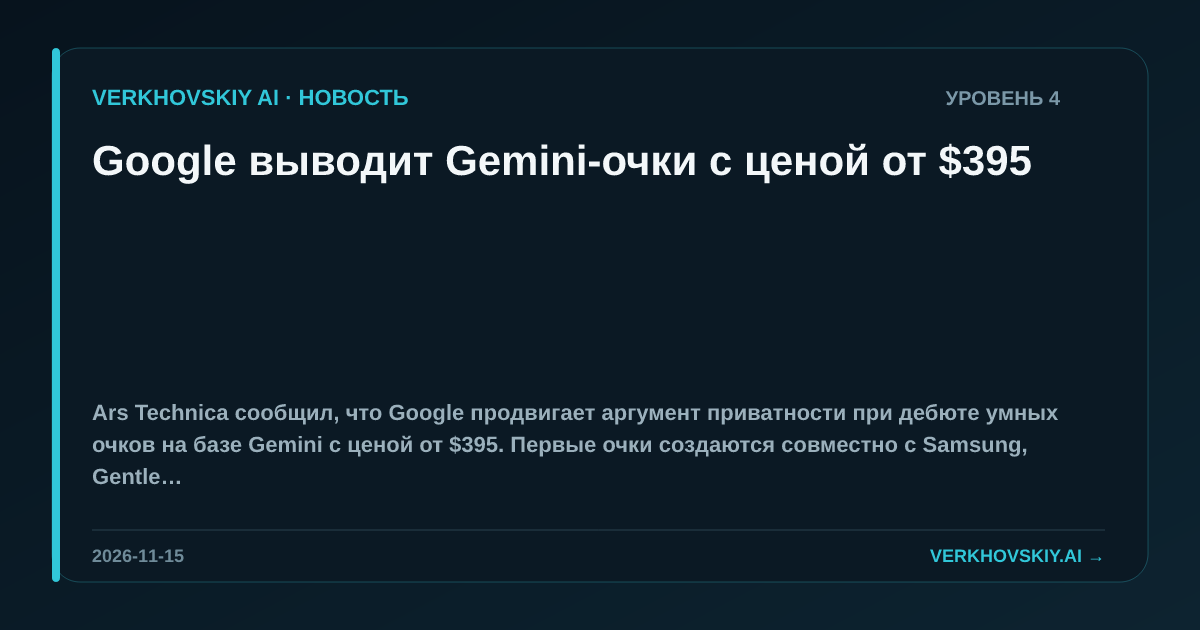 VERKHOVSKIY AI · НОВОСТЬ
УРОВЕНЬ 4
Google выводит Gemini-очки с ценой от $395
Ars Technica сообщил, что Google продвигает аргумент приватности при дебюте умных
очков на базе Gemini с ценой от $395. Первые очки создаются совместно с Samsung,
Gentle…
2026-11-15
VERKHOVSKIY.AI →